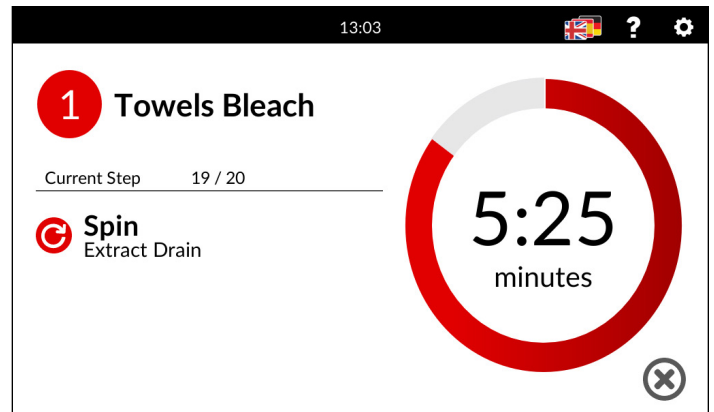 13:03
?
1 Towels Bleach
Current Step 19 / 20
Spin
Extract Drain
5:25
minutes